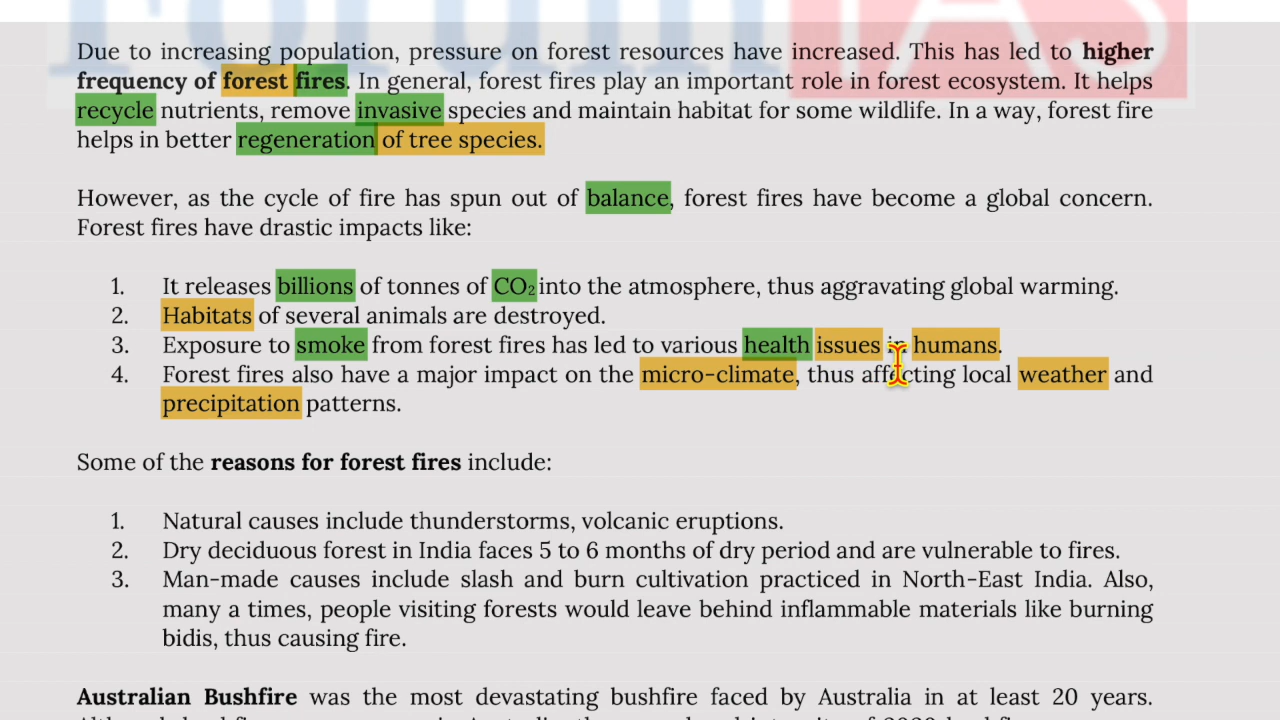 Forum IAS
Due to increasing population, pressure on forest resources have increased. This has led to higher
frequency of forest fires. In general, forest fires play an important role in forest ecosystem. It helps
recycle nutrients, remove invasive species and maintain habitat for some wildlife. In a way, forest fire
helps in better regeneration of tree species.
However, as the cycle of fire has spun out of balance, forest fires have become a global concern.
Forest fires have drastic impacts like:
1. It releases billions of tonnes of CO₂ into the atmosphere, thus aggravating global warming.
2. Habitats of several animals are destroyed.
3. Exposure to smoke from forest fires has led to various health issues in humans.
4. Forest fires also have a major impact on the micro-climate, thus affecting local weather and
precipitation patterns.
Some of the reasons for forest fires include:
1. Natural causes include thunderstorms, volcanic eruptions.
2. Dry deciduous forest in India faces 5 to 6 months of dry period and are vulnerable to fires.
3. Man-made causes include slash and burn cultivation practiced in North-East India. Also,
many a times, people visiting forests would leave behind inflammable materials like burning
bidis, thus causing fire.
Australian Bushfire was the most devastating bushfire faced by Australia in at least 20 years.